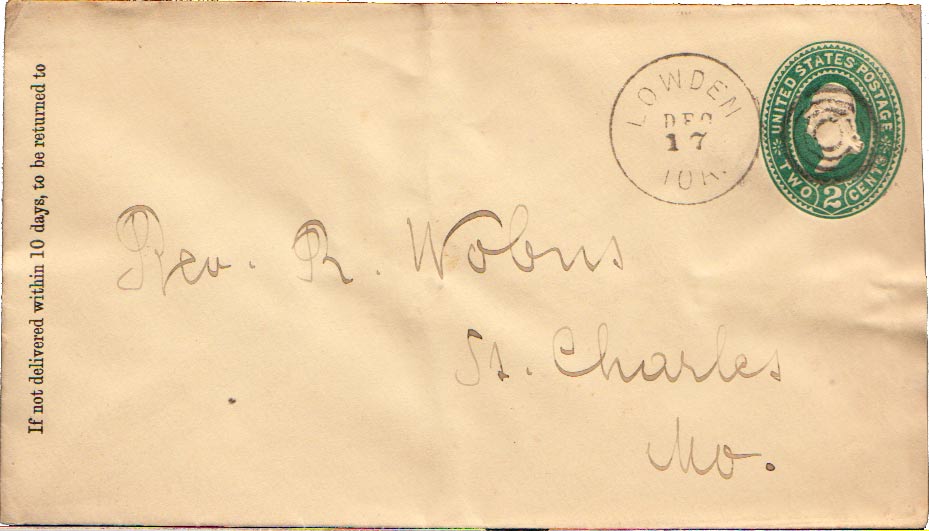 If not delivered within 10 days, to be returned to
LOWDEN
DEC
17
IOA.
UNITED STATES POSTAGE
TWO 2 CENTS
Rev. R. Wobus
St. Charles
Mo.